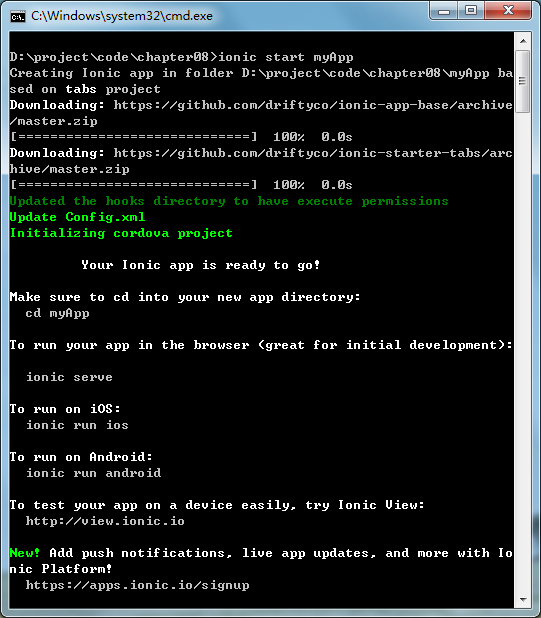 C:\Windows\system32\cmd.exe
D:\project\code\chapter08>ionic start myApp
Creating Ionic app in folder D:\project\code\chapter08\myApp ba
sed on tabs project
Downloading: https://github.com/driftyco/ionic-app-base/archive
/master.zip
[=============================]  100%  0.0s
Downloading: https://github.com/driftyco/ionic-starter-tabs/arc
hive/master.zip
[=============================]  100%  0.0s
Updated the hooks directory to have execute permissions
Update Config.xml
Initializing cordova project
Your Ionic app is ready to go!
Make sure to cd into your new app directory:
cd myApp
To run your app in the browser (great for initial development):
ionic serve
To run on iOS:
ionic run ios
To run on Android:
ionic run android
To test your app on a device easily, try Ionic View:
http://view.ionic.io
New! Add push notifications, live app updates, and more with Io
nic Platform!
https://apps.ionic.io/signup